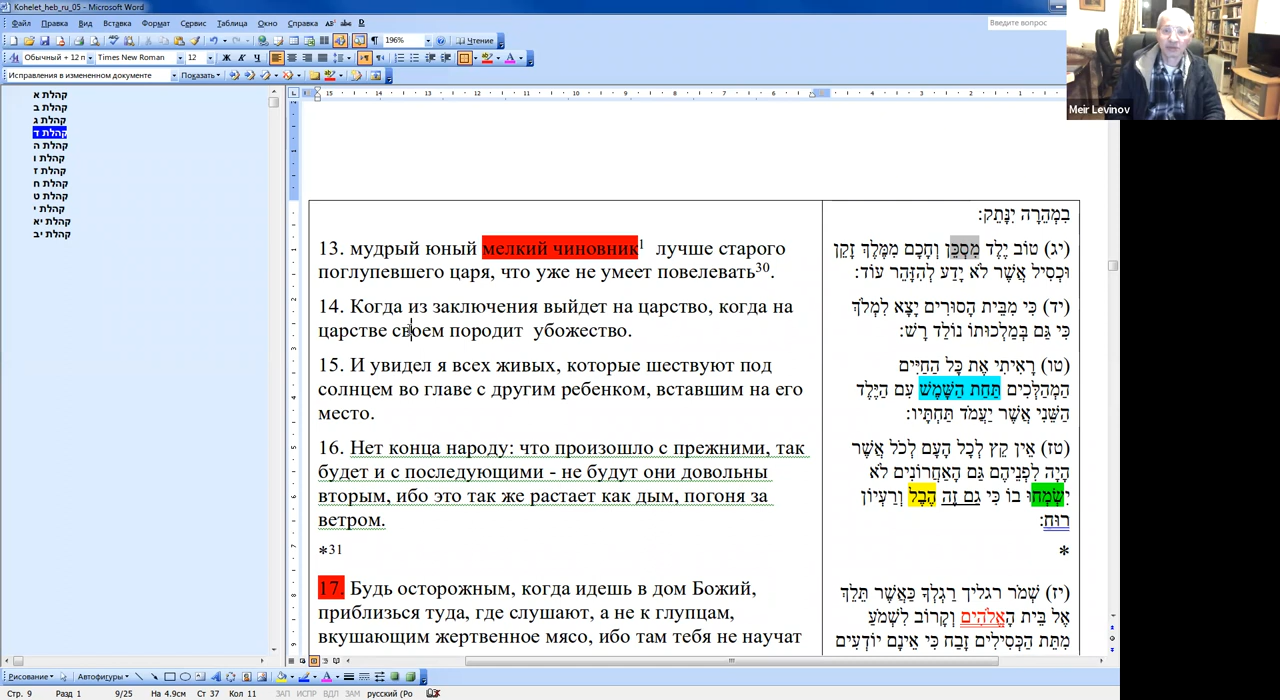 Kohelet_heb_ru_05 - Microsoft Word
Файл Правка Вид Вставка Формат Сервис Таблица Окно Справка
Введите вопрос
196% Чтение
Обычный + 12 п Times New Roman 12 Ж К Ч
Исправления в измененном документе Показать
Meir Levinov
קהלת א
קהלת ב
קהלת ג
קהלת ד
קהלת ה
קהלת ו
קהלת ז
קהלת ח
קהלת ט
קהלת י
קהלת יא
קהלת יב
13. мудрый юный мелкий чиновник1 лучше старого
поглупевшего царя, что уже не умеет повелевать30.
14. Когда из заключения выйдет на царство, когда на
царстве своем породит убожество.
15. И увидел я всех живых, которые шествуют под
солнцем во главе с другим ребенком, вставшим на его
место.
16. Нет конца народу: что произошло с прежними, так
будет и с последующими - не будут они довольны
вторым, ибо это так же растает как дым, погоня за
ветром.
*31
17. Будь осторожным, когда идешь в дом Божий,
приблизься туда, где слушают, а не к глупцам,
вкушающим жертвенное мясо, ибо там тебя не научат
בִמְהֵרָה יִנָּתֵק:
(יג) טוֹב יֶלֶד מִסְכֵּן וְחָכָם מִמֶּלֶךְ זָקֵן
וּכְסִיל אֲשֶׁר לֹא יָדַע לְהִזָּהֵר עוֹד:
(יד) כִּי מִבֵּית הָסוּרִים יָצָא לִמְלֹךְ
כִּי גַּם בְּמַלְכוּתוֹ נוֹלַד רָשׁ:
(טו) רָאִיתִי אֶת כָּל הַחַיִּים
הַמְהַלְּכִים תַּחַת הַשָּׁמֶשׁ עִם הַיֶּלֶד
הַשֵּׁנִי אֲשֶׁר יַעֲמֹד תַּחְתָּיו:
(טז) אֵין קֵץ לְכָל הָעָם לְכֹל אֲשֶׁר
הָיָה לִפְנֵיהֶם גַּם הָאַחֲרוֹנִים לֹא
יִשְׂמְחוּ בוֹ כִּי גַם זֶה הֶבֶל וְרַעְיוֹן
רוּחַ:
*
(יז) שְׁמֹר רגליך רַגְלְךָ כַּאֲשֶׁר תֵּלֵךְ
אֶל בֵּית הָאֱלֹהִים וְקָרוֹב לִשְׁמֹעַ
מִתֵּת הַכְּסִילִים זָבַח כִּי אֵינָם יוֹדְעִים
Рисование Автофигуры
Стр. 9 Разд 1 9/25 На 4.9см Ст 37 Кол 11 ЗАП ИСПР ВДЛ ЗАМ русский (Ро